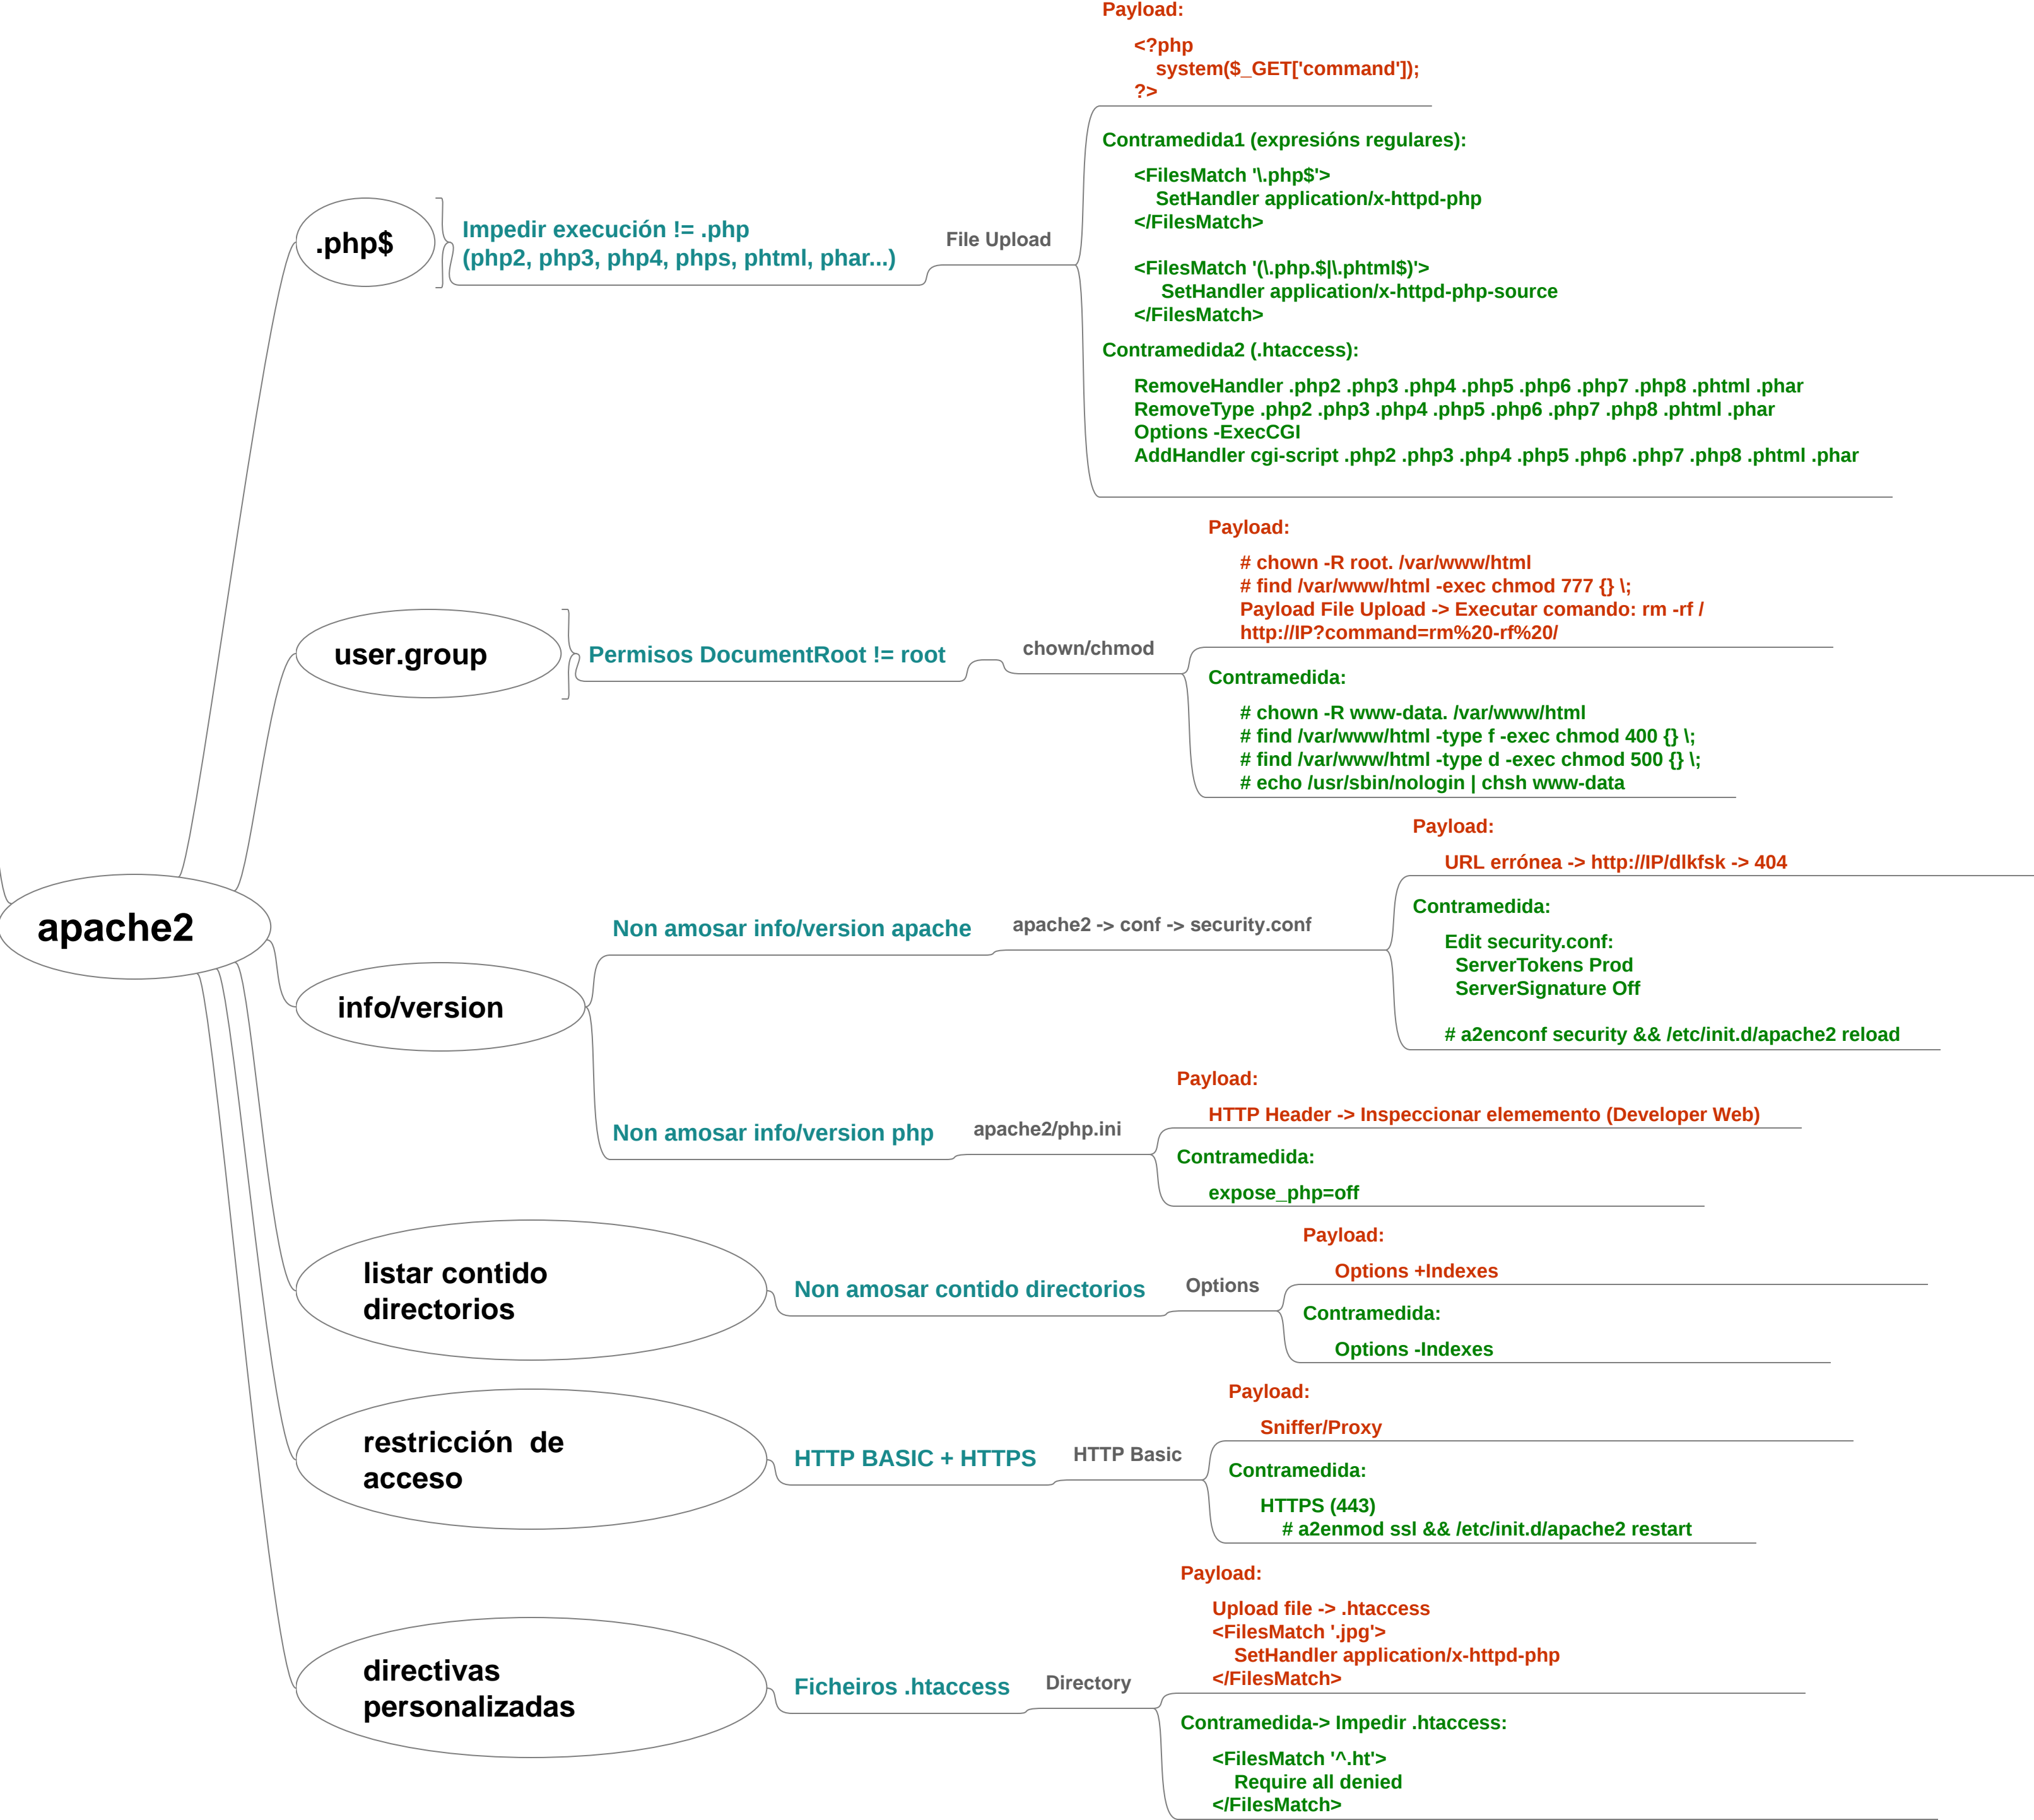 apache2
.php$
Impedir execución != .php
(php2, php3, php4, phps, phtml, phar...)
File Upload
Payload:
<?php
system($_GET['command']);
?>
Contramedida1 (expresións regulares):
<FilesMatch '\.php$'>
SetHandler application/x-httpd-php
</FilesMatch>
<FilesMatch '(\.php.$|\.phtml$)'>
SetHandler application/x-httpd-php-source
</FilesMatch>
Contramedida2 (.htaccess):
RemoveHandler .php2 .php3 .php4 .php5 .php6 .php7 .php8 .phtml .phar
RemoveType .php2 .php3 .php4 .php5 .php6 .php7 .php8 .phtml .phar
Options -ExecCGI
AddHandler cgi-script .php2 .php3 .php4 .php5 .php6 .php7 .php8 .phtml .phar
user.group
Permisos DocumentRoot != root
chown/chmod
Payload:
# chown -R root. /var/www/html
# find /var/www/html -exec chmod 777 {} \;
Payload File Upload -> Executar comando: rm -rf /
http://IP?command=rm%20-rf%20/
Contramedida:
# chown -R www-data. /var/www/html
# find /var/www/html -type f -exec chmod 400 {} \;
# find /var/www/html -type d -exec chmod 500 {} \;
# echo /usr/sbin/nologin | chsh www-data
info/version
Non amosar info/version apache
apache2 -> conf -> security.conf
Payload:
URL errónea -> http://IP/dlkfsk -> 404
Contramedida:
Edit security.conf:
ServerTokens Prod
ServerSignature Off
# a2enconf security && /etc/init.d/apache2 reload
Non amosar info/version php
apache2/php.ini
Payload:
HTTP Header -> Inspeccionar elememento (Developer Web)
Contramedida:
expose_php=off
listar contido
directorios
Non amosar contido directorios
Options
Payload:
Options +Indexes
Contramedida:
Options -Indexes
restricción  de
acceso
HTTP BASIC + HTTPS
HTTP Basic
Payload:
Sniffer/Proxy
Contramedida:
HTTPS (443)
# a2enmod ssl && /etc/init.d/apache2 restart
directivas
personalizadas
Ficheiros .htaccess
Directory
Payload:
Upload file -> .htaccess
<FilesMatch '.jpg'>
SetHandler application/x-httpd-php
</FilesMatch>
Contramedida-> Impedir .htaccess:
<FilesMatch '^.ht'>
Require all denied
</FilesMatch>